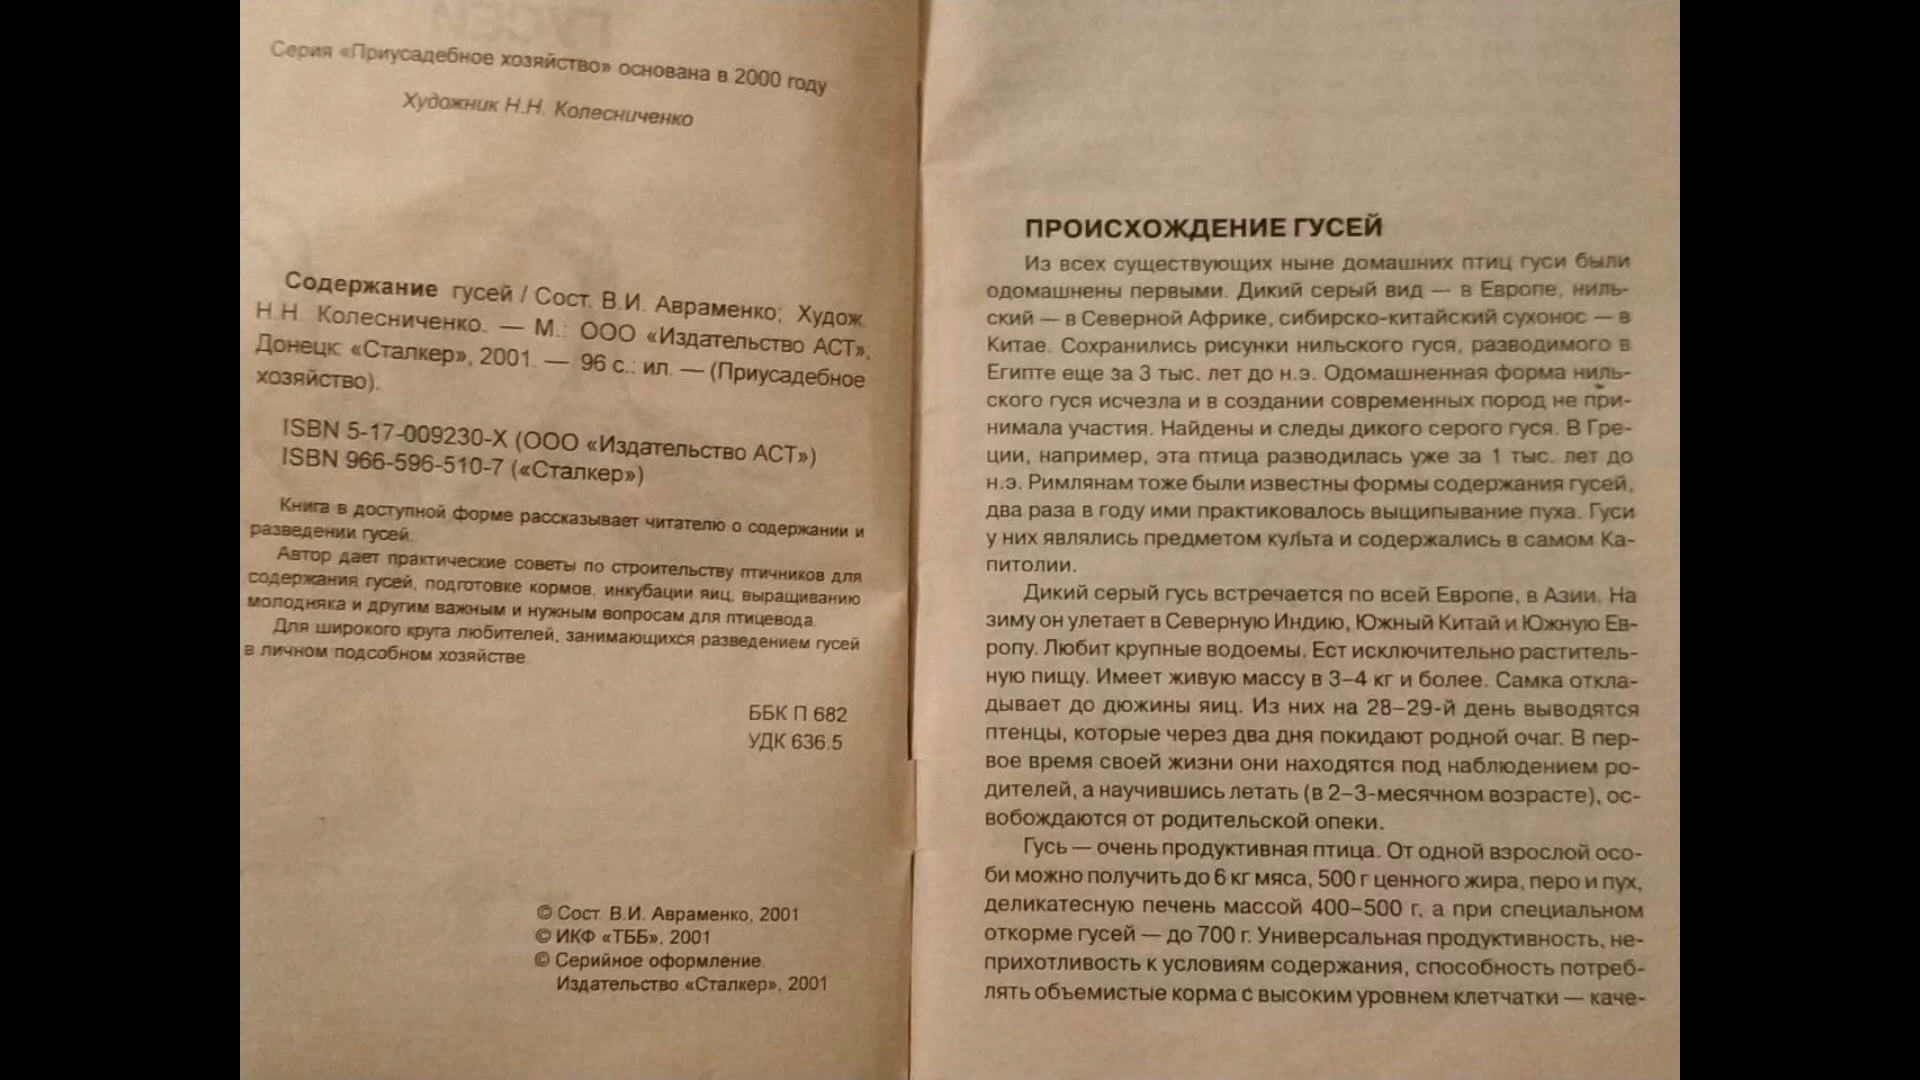 Серия «Приусадебное хозяйство» основана в 2000 году
Художник Н.Н. Колесниченко
Содержание гусей / Сост. В.И. Авраменко; Худож.
Н.Н. Колесниченко. — М.: ООО «Издательство АСТ»;
Донецк: «Сталкер», 2001. — 96 с.: ил. — (Приусадебное
хозяйство).
ISBN 5-17-009230-X (ООО «Издательство АСТ»)
ISBN 966-596-510-7 («Сталкер»)
Книга в доступной форме рассказывает читателю о содержании и
разведении гусей.
Автор дает практические советы по строительству птичников для
содержания гусей, подготовке кормов, инкубации яиц, выращиванию
молодняка и другим важным и нужным вопросам для птицевода.
Для широкого круга любителей, занимающихся разведением гусей
в личном подсобном хозяйстве.
ББК П 682
УДК 636.5
© Сост. В.И. Авраменко, 2001
© ИКФ «ТББ», 2001
© Серийное оформление.
Издательство «Сталкер», 2001
ПРОИСХОЖДЕНИЕ ГУСЕЙ
Из всех существующих ныне домашних птиц гуси были
одомашнены первыми. Дикий серый вид — в Европе, ниль-
ский — в Северной Африке, сибирско-китайский сухонос — в
Китае. Сохранились рисунки нильского гуся, разводимого в
Египте еще за 3 тыс. лет до н.э. Одомашненная форма ниль-
ского гуся исчезла и в создании современных пород не при-
нимала участия. Найдены и следы дикого серого гуся. В Гре-
ции, например, эта птица разводилась уже за 1 тыс. лет до
н.э. Римлянам тоже были известны формы содержания гусей,
два раза в году ими практиковалось выщипывание пуха. Гуси
у них являлись предметом культа и содержались в самом Ка-
питолии.
Дикий серый гусь встречается по всей Европе, в Азии. На
зиму он улетает в Северную Индию, Южный Китай и Южную Ев-
ропу. Любит крупные водоемы. Ест исключительно раститель-
ную пищу. Имеет живую массу в 3–4 кг и более. Самка откла-
дывает до дюжины яиц. Из них на 28–29-й день выводятся
птенцы, которые через два дня покидают родной очаг. В пер-
вое время своей жизни они находятся под наблюдением ро-
дителей, а научившись летать (в 2–3-месячном возрасте), ос-
вобождаются от родительской опеки.
Гусь — очень продуктивная птица. От одной взрослой осо-
би можно получить до 6 кг мяса, 500 г ценного жира, перо и пух,
деликатесную печень массой 400–500 г, а при специальном
откорме гусей — до 700 г. Универсальная продуктивность, не-
прихотливость к условиям содержания, способность потреб-
лять объемистые корма с высоким уровнем клетчатки — каче-